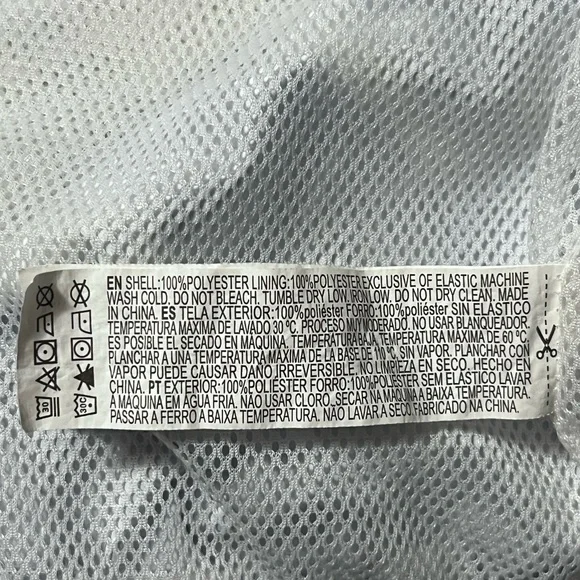 EN SHELL:100%POLYESTER LINING:100%POLYESTER EXCLUSIVE OF ELASTIC MACHINE
WASH COLD. DO NOT BLEACH. TUMBLE DRY LOW. IRON LOW. DO NOT DRY CLEAN. MADE
IN CHINA. ES TELA EXTERIOR:100%poliéster FORRO:100%poliéster SIN ELASTICO
TEMPERATURA MAXIMA DE LAVADO 30 ºC. PROCESO MUY MODERADO. NO USAR BLANQUEADOR.
ES POSIBLE EL SECADO EN MAQUINA. TEMPERATURA BAJA, TEMPERATURA MAXIMA DE 60 ºC.
PLANCHAR A UNA TEMPERATURA MAXIMA DE LA BASE DE 110 ºC, SIN VAPOR. PLANCHAR CON
VAPOR PUEDE CAUSAR DAÑO IRREVERSIBLE. NO LIMPIEZA EN SECO. HECHO EN
CHINA. PT EXTERIOR:100%POLIÉSTER FORRO:100%POLIÉSTER SEM ELASTICO LAVAR
A MAQUINA EM AGUA FRIA. NAO USAR CLORO. SECAR NA MAQUINA A BAIXA TEMPERATURA.
PASSAR A FERRO A BAIXA TEMPERATURA. NÃO LAVAR A SECO FABRICADO NA CHINA.